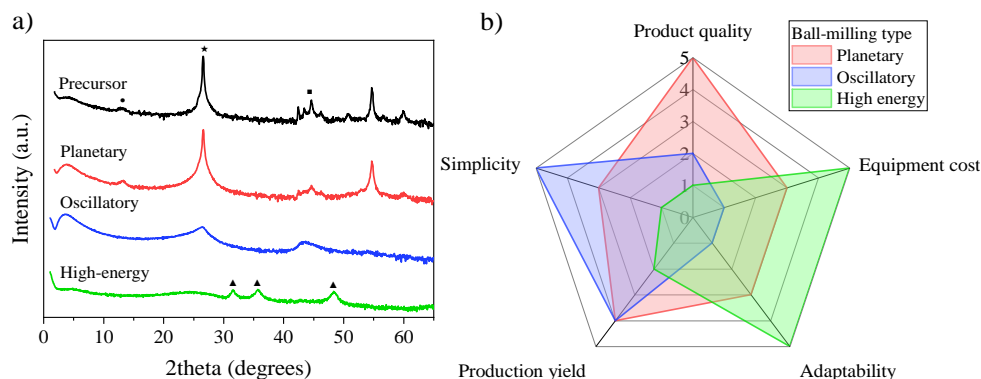 a)
Intensity (a.u.)
Precursor
Planetary
Oscillatory
High-energy
0 10 20 30 40 50 60
2theta (degrees)
b)
Product quality
Ball-milling type
Planetary
Oscillatory
High energy
5
4
3
2
1
0
Simplicity
Equipment cost
Production yield
Adaptability